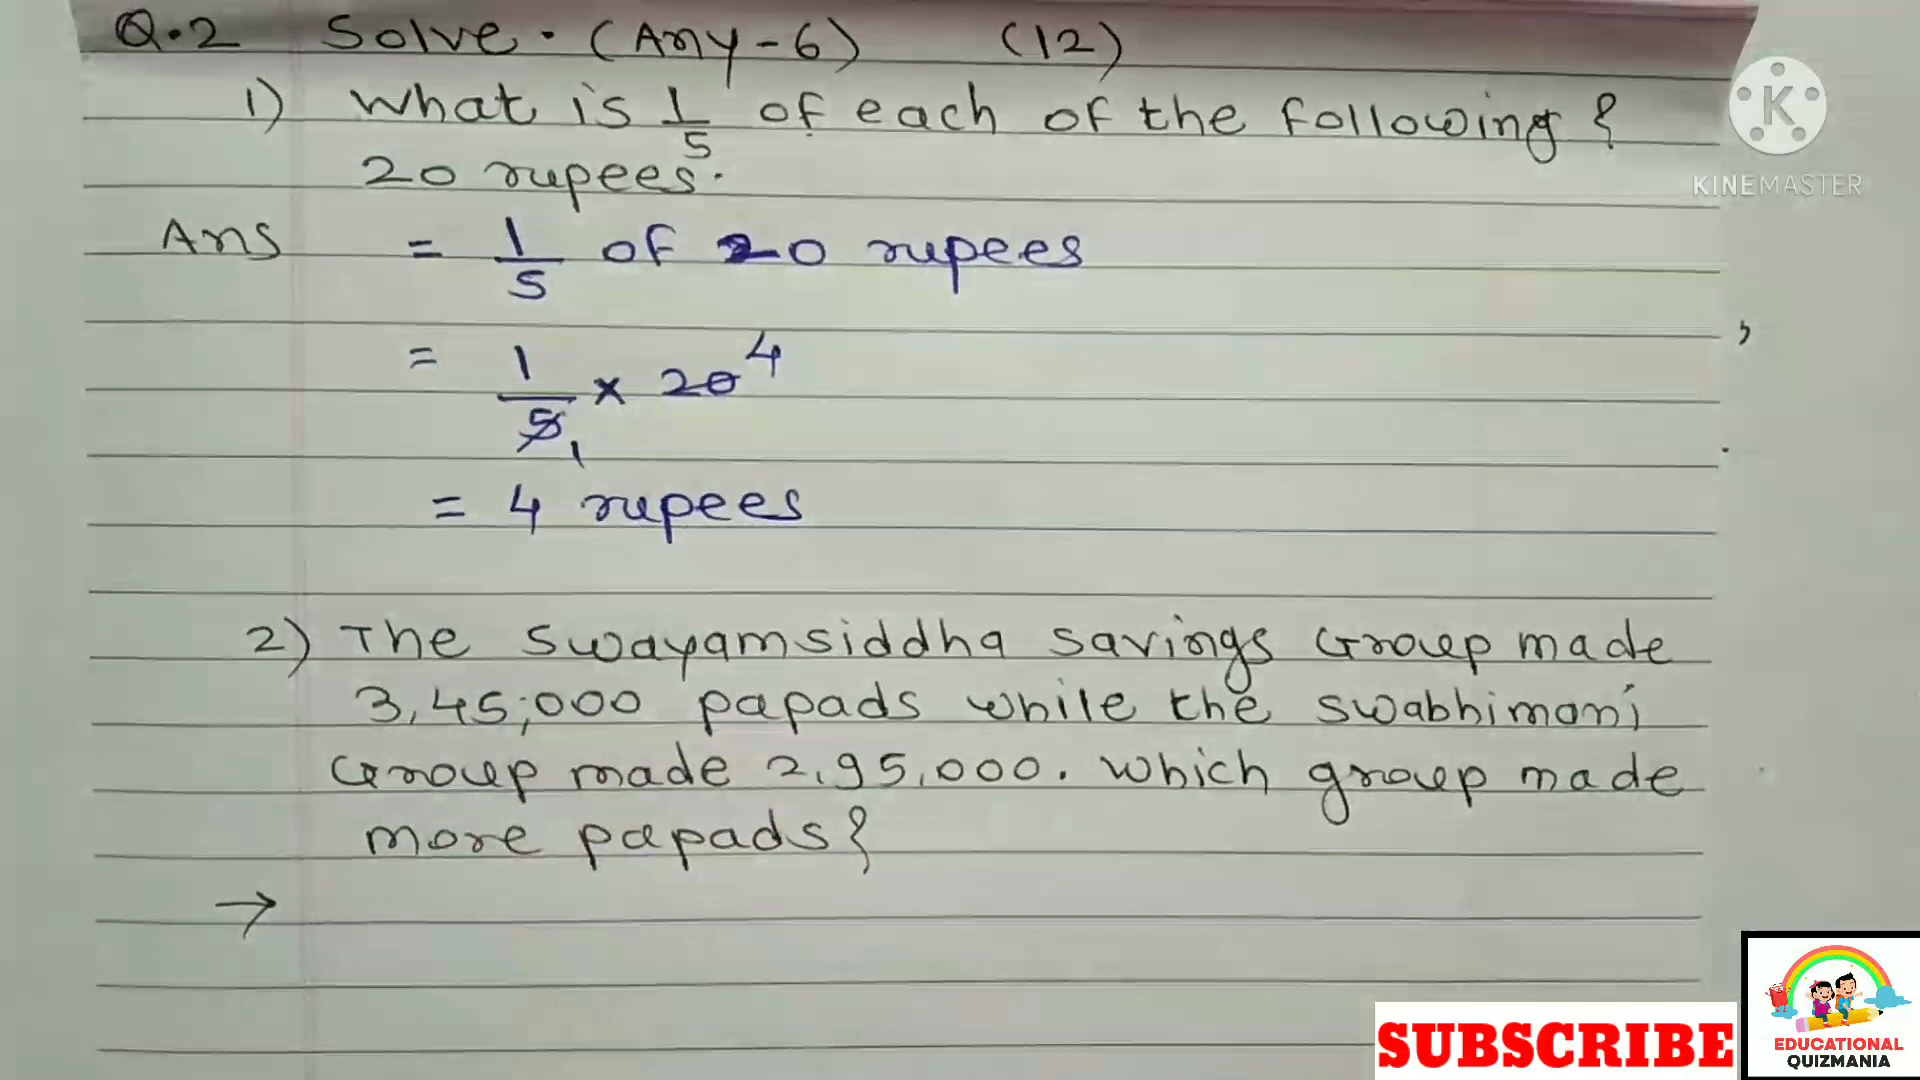 Q.2 Solve. (Any-6) (12)
1) What is 1/5 of each of the following?
20 rupees.
Ans = 1/5 of 20 rupees
= 1/5 1 × 20 4
= 4 rupees
2) The Swayamsiddha Savings Group made
3,45,000 papads while the swabhimani
Group made 2,95,000. Which group made
more papads?
→
K
KINEMASTER
SUBSCRIBE
EDUCATIONAL
QUIZMANIA